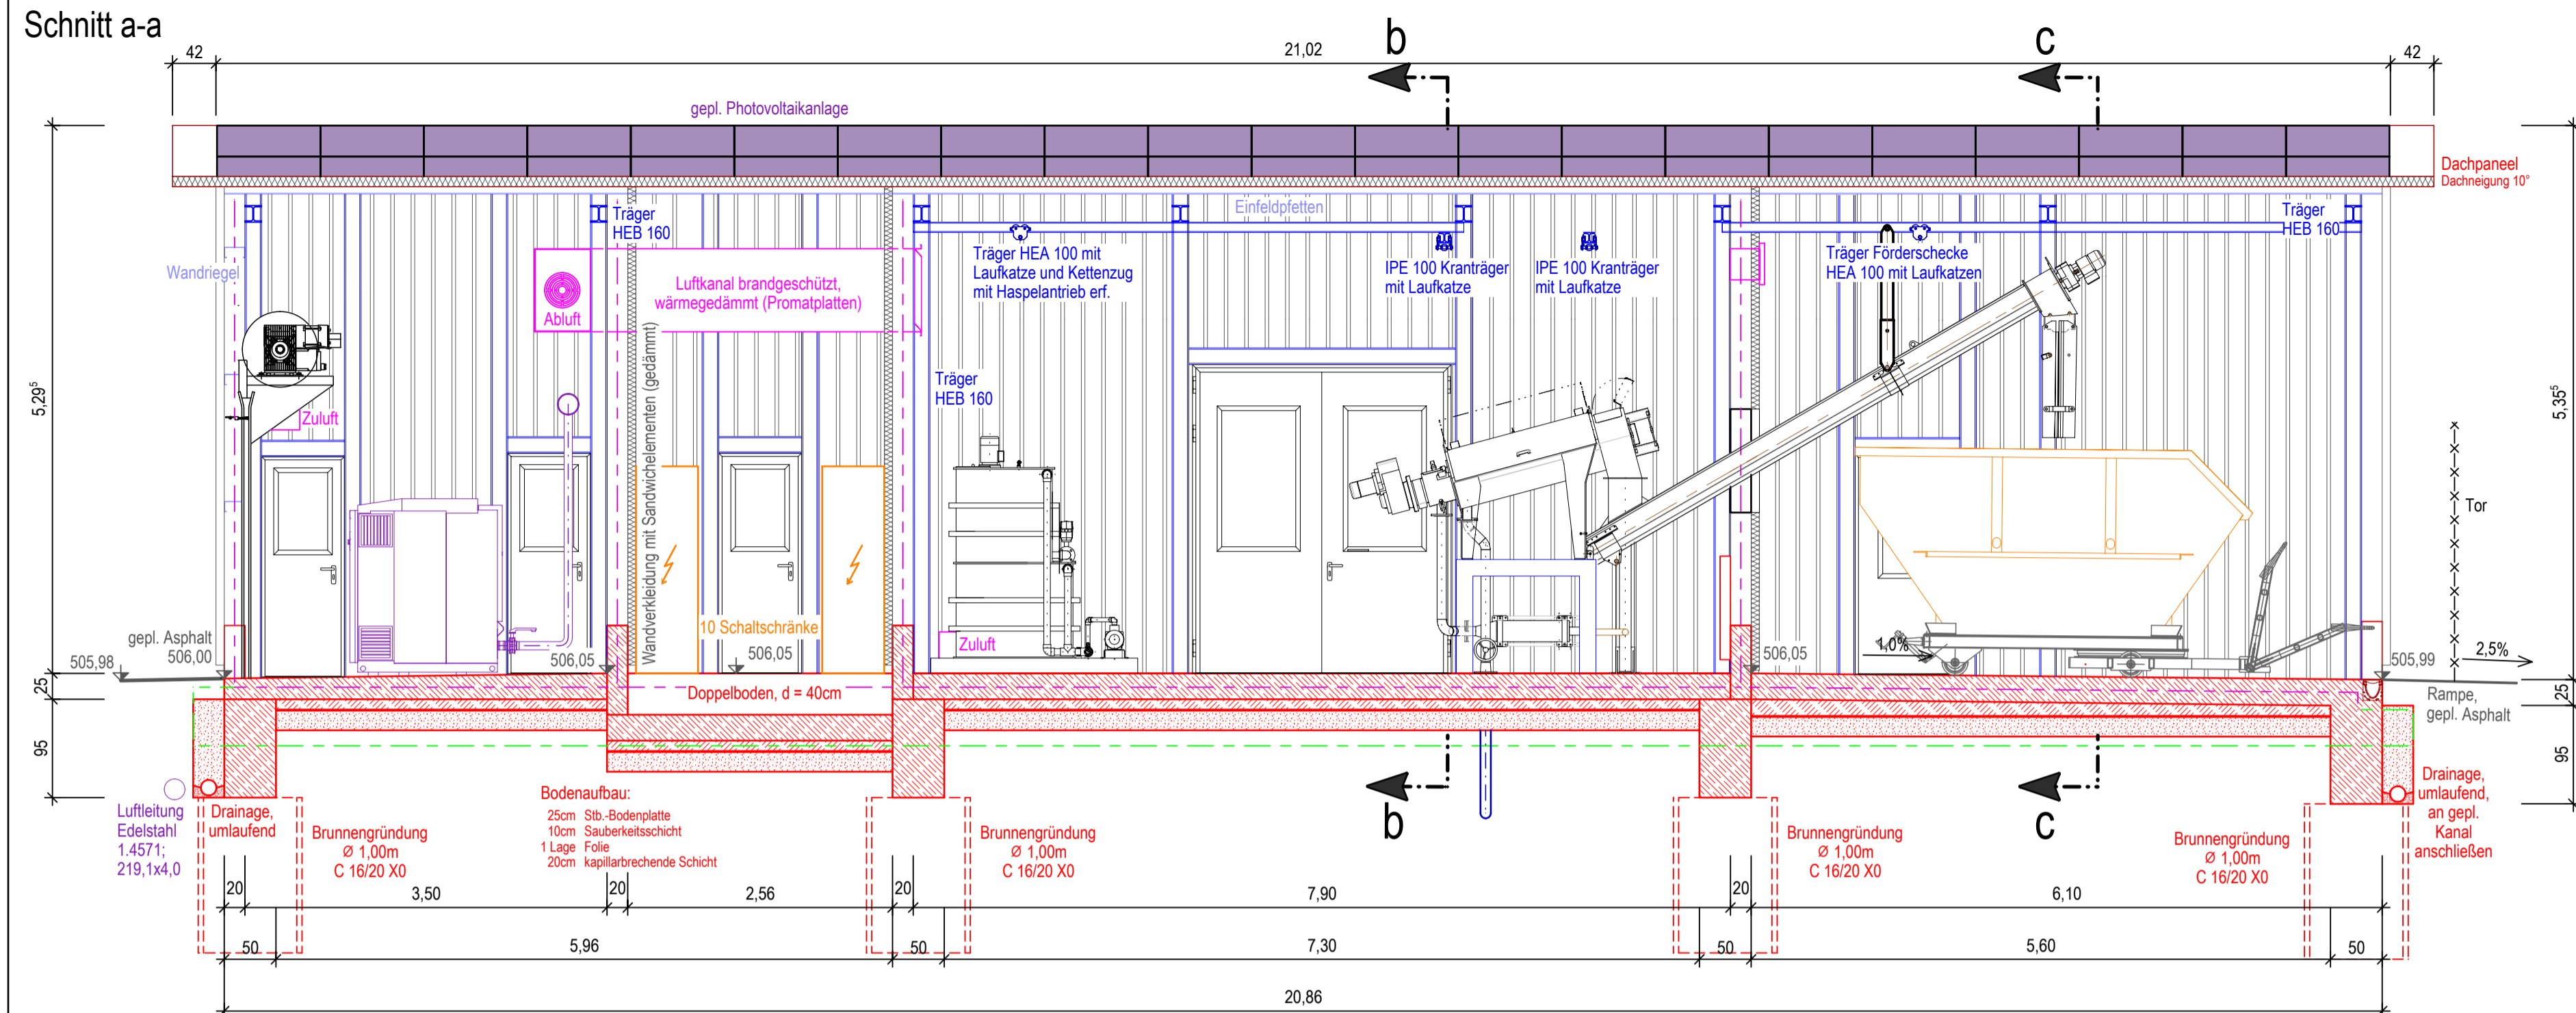 Schnitt a-a
42
21,02
b
c
42
gepl. Photovoltaikanlage
Dachpaneel
Dachneigung 10°
Einfeldpfetten
Träger
HEB 160
Träger
HEB 160
Wandriegel
Träger HEA 100 mit
Laufkatze und Kettenzug
mit Haspelantrieb erf.
IPE 100 Kranträger
mit Laufkatze
IPE 100 Kranträger
mit Laufkatze
Träger Förderschecke
HEA 100 mit Laufkatzen
Luftkanal brandgeschützt,
wärmegedämmt (Promatplatten)
Abluft
Wandverkleidung mit Sandwichelementen (gedämmt)
Träger
HEB 160
5,29⁵
5,35⁵
Zuluft
Tor
10 Schaltschränke
Zuluft
gepl. Asphalt
506,00
505,98
506,05
506,05
506,05
1,0%
505,99
2,5%
Doppelboden, d = 40cm
Rampe,
gepl. Asphalt
25
95
25
95
Luftleitung
Edelstahl
1.4571;
219,1x4,0
Drainage,
umlaufend
Brunnengründung
Ø 1,00m
C 16/20 X0
Bodenaufbau:
25cm Stb.-Bodenplatte
10cm Sauberkeitsschicht
1 Lage Folie
20cm kapillarbrechende Schicht
Brunnengründung
Ø 1,00m
C 16/20 X0
b
c
Brunnengründung
Ø 1,00m
C 16/20 X0
Brunnengründung
Ø 1,00m
C 16/20 X0
Drainage,
umlaufend,
an gepl.
Kanal
anschließen
20
3,50
20
2,56
20
7,90
20
6,10
50
5,96
50
7,30
50
5,60
50
20,86